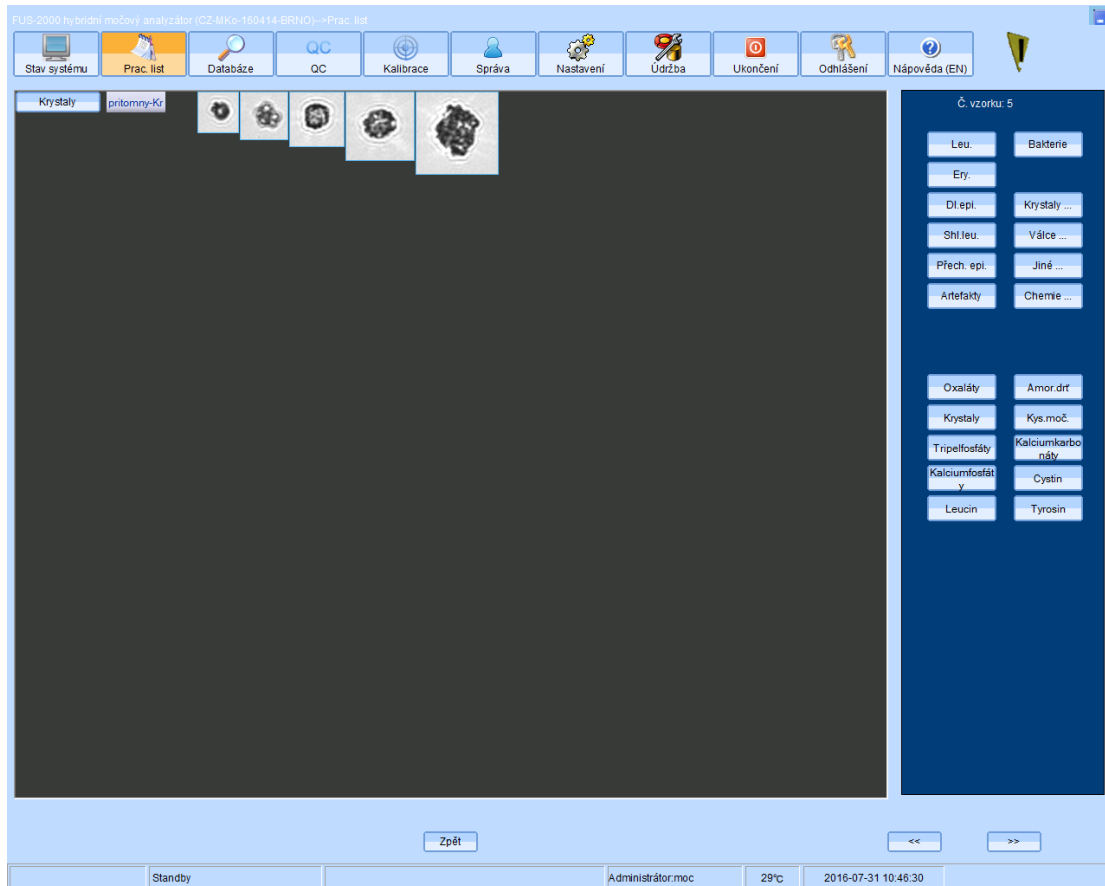 FUS-2000 hybridní močový analyzátor (CZ-MKo-160414-BRNO)-->Prac. list
QC
Stav systému Prac. list Databáze QC Kalibrace Správa Nastavení Údržba Ukončení Odhlášení Nápověda (EN)
Krystaly pritomny-Kr
Č. vzorku: 5
Leu. Bakterie
Ery.
Dl.epi. Krystaly ...
Shl.leu. Válce ...
Přech. epi. Jiné ...
Artefakty Chemie ...
Oxaláty Amor.drť
Krystaly Kys.moč.
Tripelfosfáty Kalciumkarbo
náty
Kalciumfosfát
y Cystin
Leucin Tyrosin
Zpět << >>
Standby Administrátor:moc 29°C 2016-07-31 10:46:30